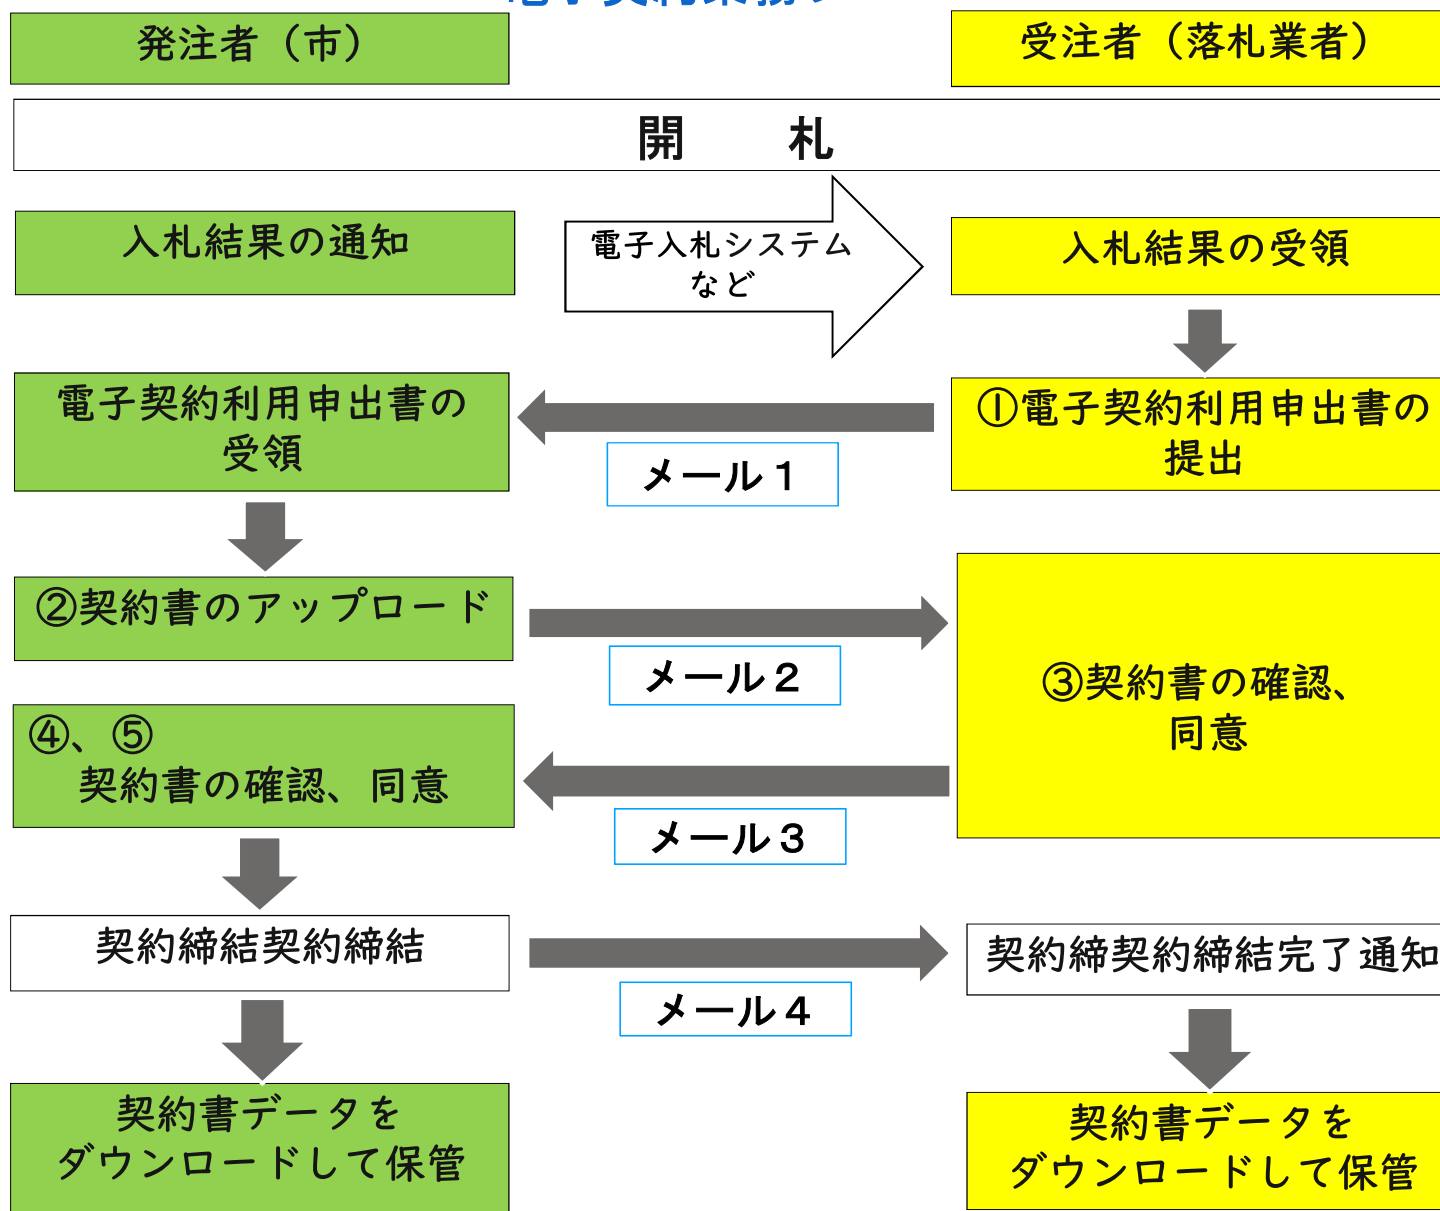 電子契約業務の
発注者（市）
受注者（落札業者）
開　札
入札結果の通知
電子入札システム
など
入札結果の受領
電子契約利用申出書の
受領
メール１
①電子契約利用申出書の
提出
②契約書のアップロード
メール２
③契約書の確認、
同意
④、⑤
契約書の確認、同意
メール３
契約締結契約締結
メール４
契約締契約締結完了通知
契約書データを
ダウンロードして保管
契約書データを
ダウンロードして保管